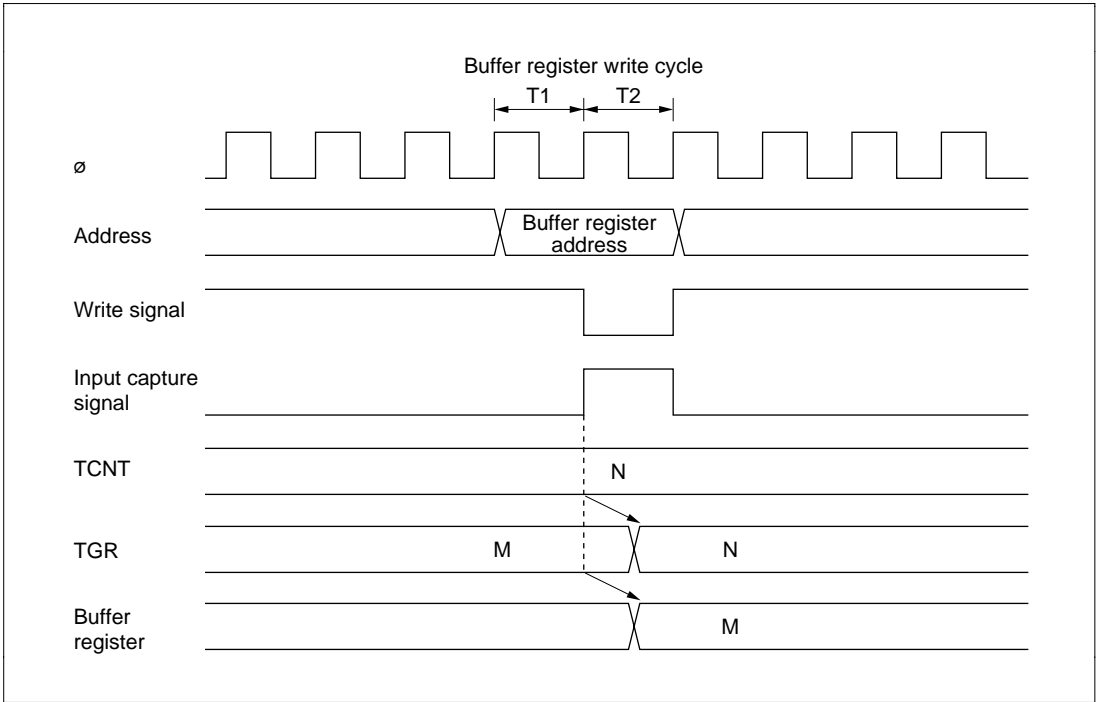 Buffer register write cycle
T1 T2
ø
Address
Buffer register
address
Write signal
Input capture
signal
TCNT
N
TGR
M N
Buffer
register
M